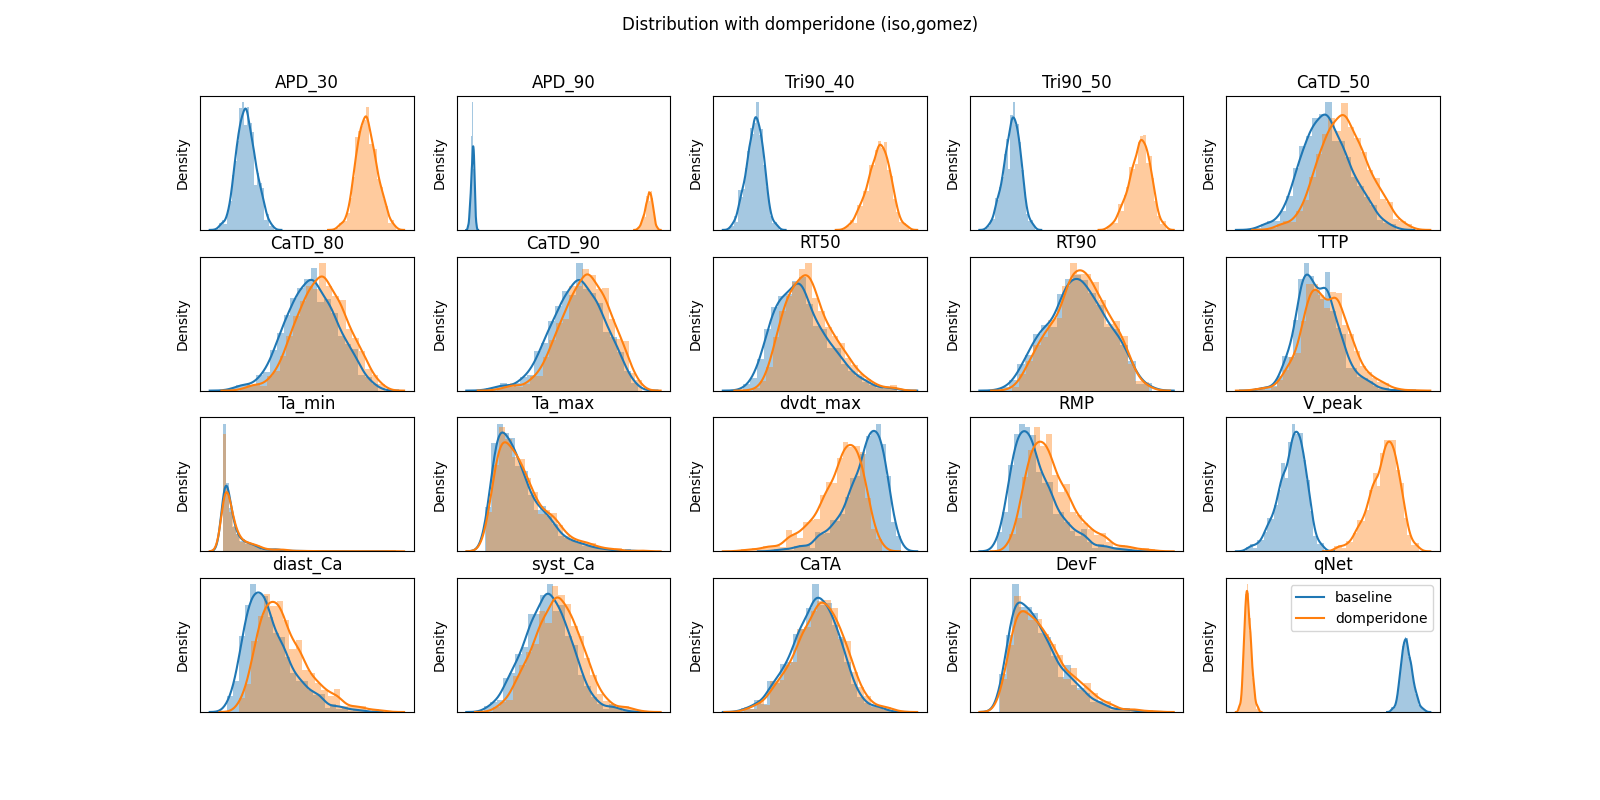 Distribution with domperidone (iso,gomez)
APD_30
APD_90
Tri90_40
Tri90_50
CaTD_50
Density
Density
Density
Density
Density
CaTD_80
CaTD_90
RT50
RT90
TTP
Density
Density
Density
Density
Density
Ta_min
Ta_max
dvdt_max
RMP
V_peak
Density
Density
Density
Density
Density
diast_Ca
syst_Ca
CaTA
DevF
qNet
Density
Density
Density
Density
Density
baseline
domperidone